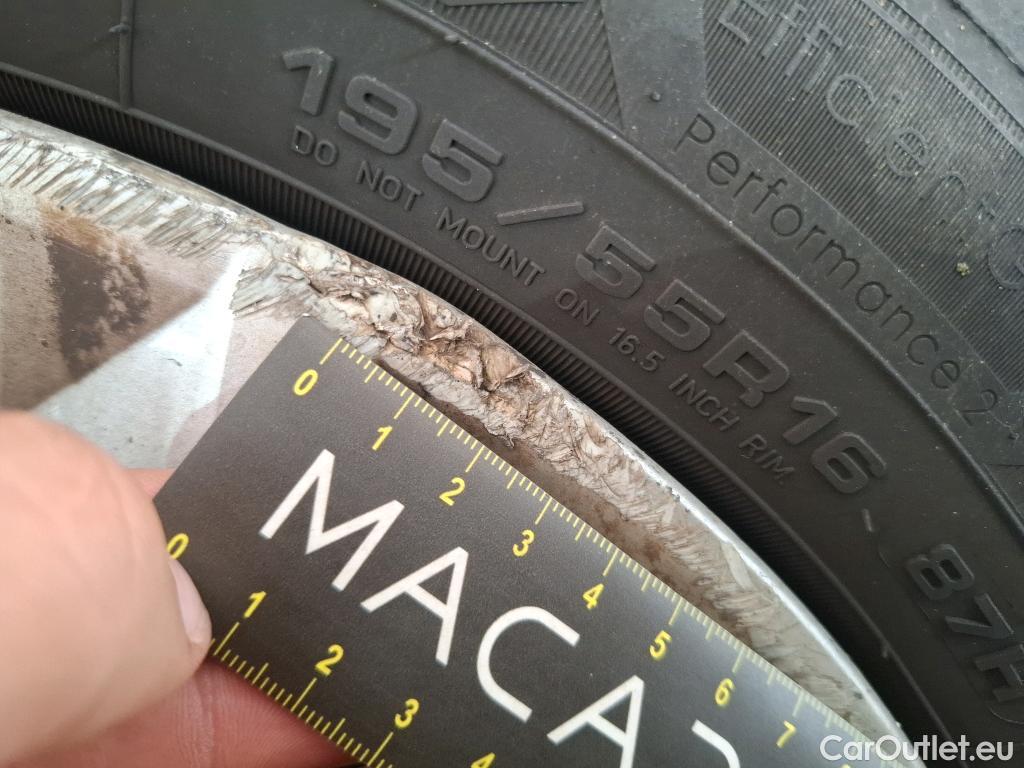 EfficientG
Performance 2
195/55R16 87H
DO NOT MOUNT ON 16.5 INCH RIM.
0 1 2 3 4 5 6 7
MACA
0 1 2 3 4
CarOutlet.eu